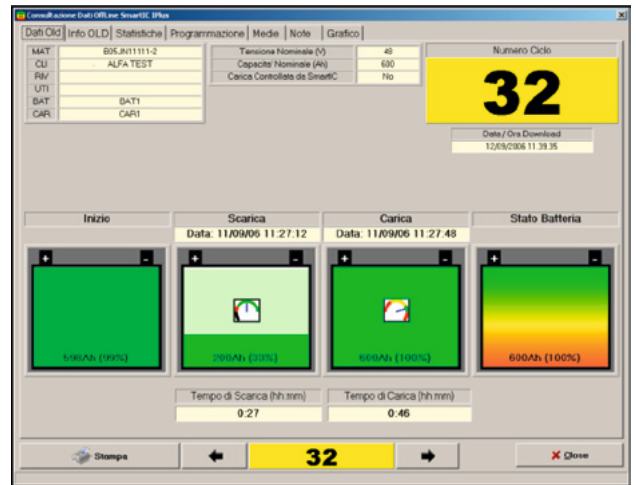 Consultazione Dati OffLine SmartIC IPlus
Dati Old Info OLD Statistiche Programmazione Medie Note Grafico
MAT B05JN11111-2
CLI ALFA TEST
RIV
UTI
BAT BAT1
CAR CAR1
Tensione Nominale (V) 48
Capacita' Nominale (Ah) 600
Carica Controllata da SmartIC No
Numero Ciclo
32
Data / Ora Download
12/09/2006 11.39.35
Inizio Scarica Carica Stato Batteria
Data: 11/09/06 11:27:12 Data: 11/09/06 11:27:48
+ - + - + - + -
598Ah (99%) 200Ah (33%) 600Ah (100%) 600Ah (100%)
Tempo di Scarica (hh:mm) Tempo di Carica (hh:mm)
0:27 0:46
Stampa 32 Close